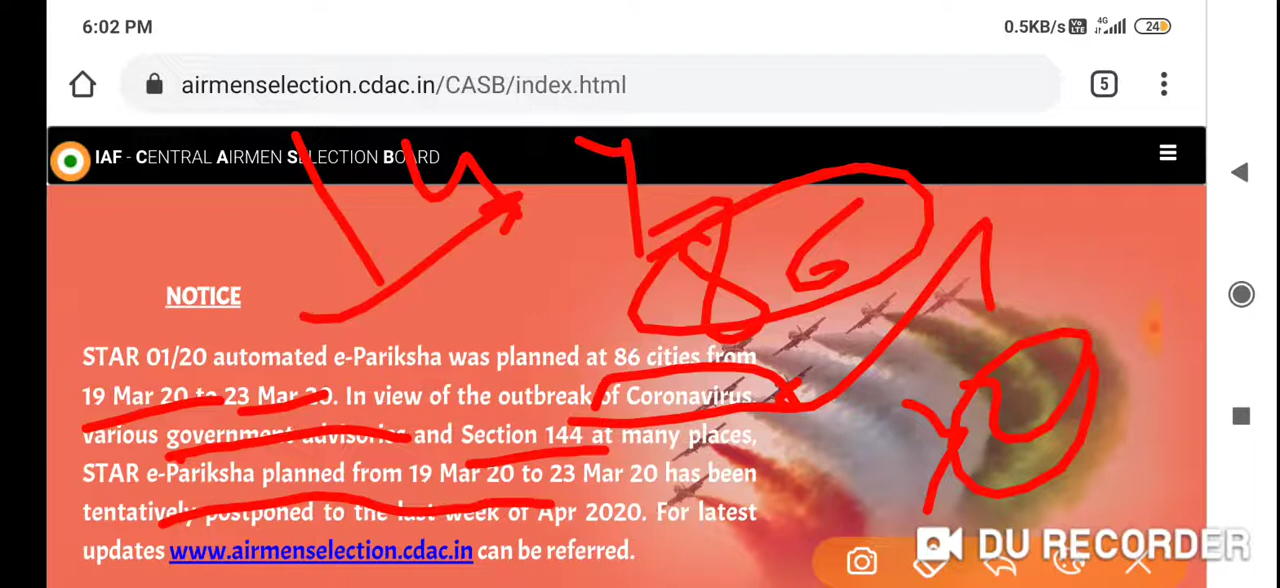 6:02 PM
0.5KB/s Vo LTE 4G 24
airmenselection.cdac.in/CASB/index.html 5
IAF - CENTRAL AIRMEN SELECTION BOARD
86
NOTICE
STAR 01/20 automated e-Pariksha was planned at 86 cities from
19 Mar 20 to 23 Mar 20. In view of the outbreak of Coronavirus,
various government advisories and Section 144 at many places,
STAR e-Pariksha planned from 19 Mar 20 to 23 Mar 20 has been
tentatively postponed to the last week of Apr 2020. For latest
updates www.airmenselection.cdac.in can be referred.
DU RECORDER